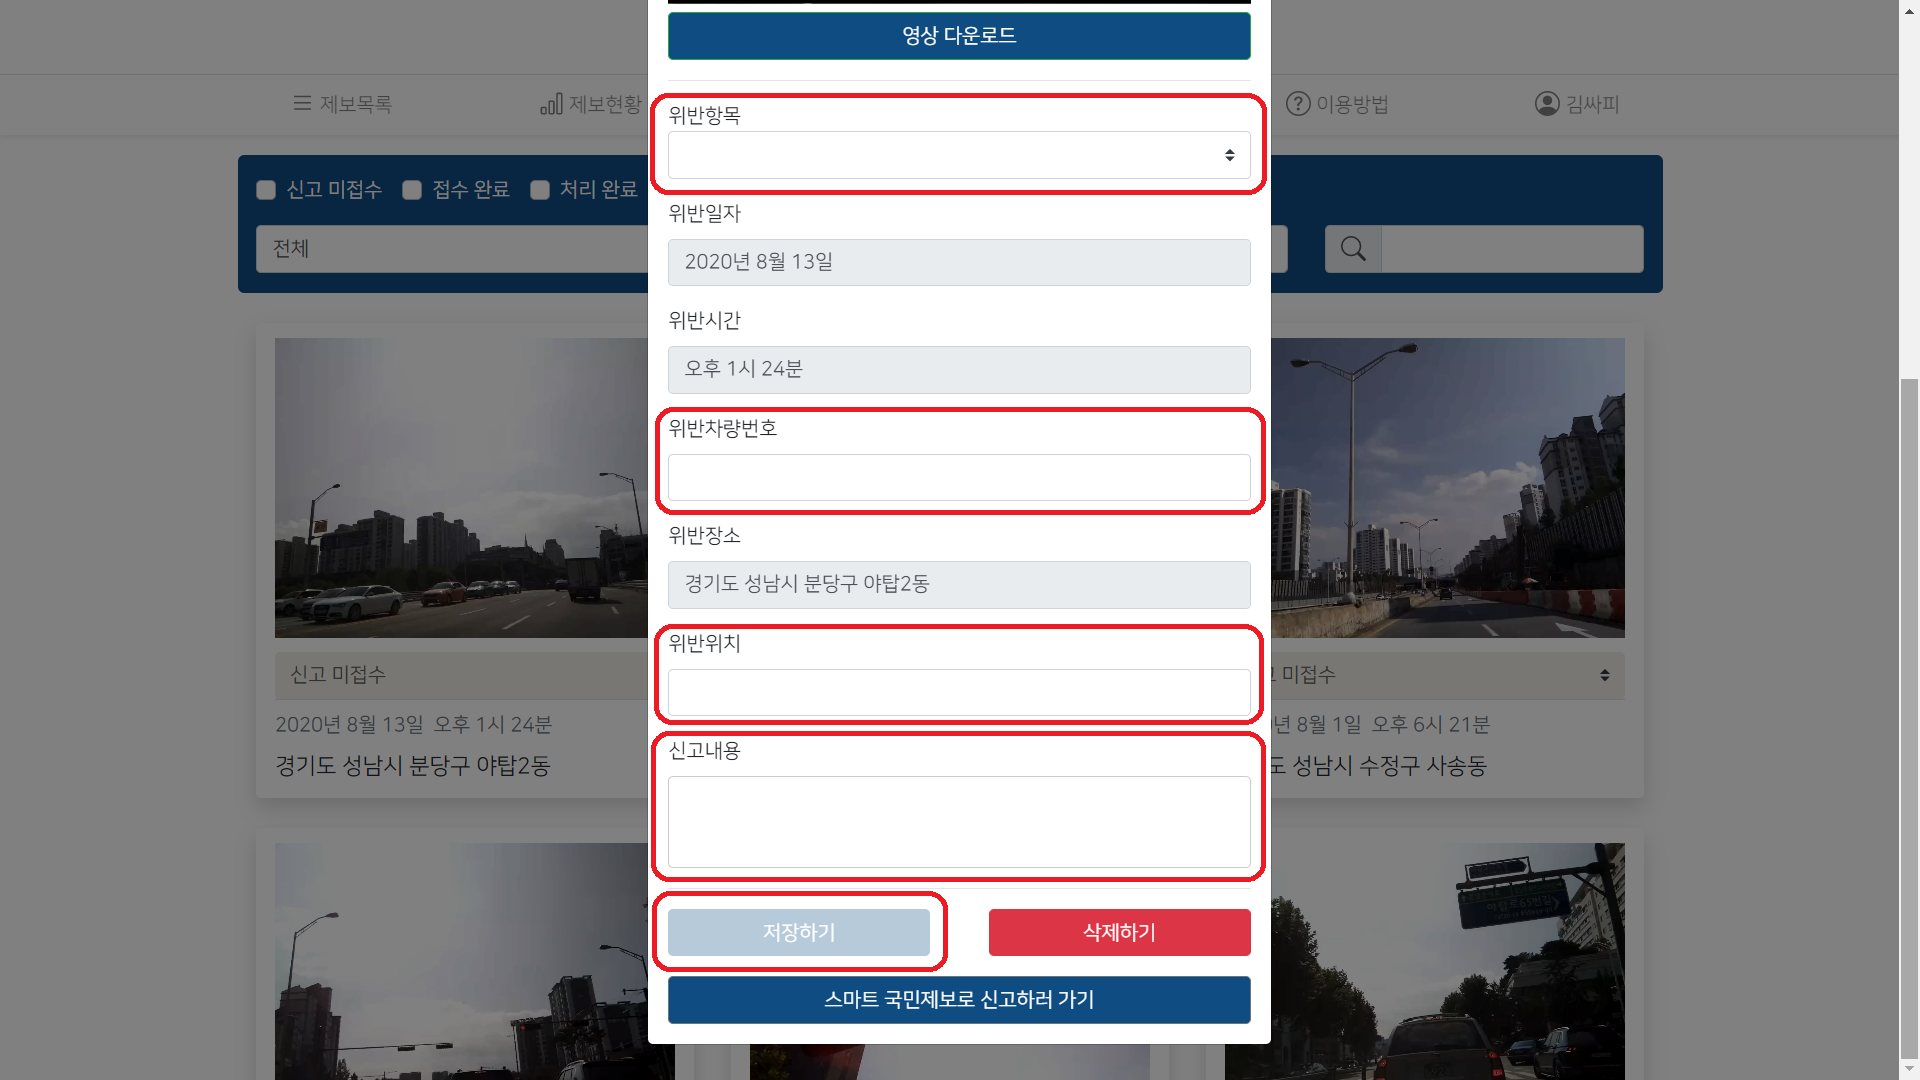 영상 다운로드
제보목록
제보현황
이용방법
김싸피
위반항목
신고 미접수
접수 완료
처리 완료
위반일자
전체
2020년 8월 13일
위반시간
오후 1시 24분
위반차량번호
위반장소
경기도 성남시 분당구 야탑2동
위반위치
신고 미접수
미접수
2020년 8월 13일 오후 1시 24분
년 8월 1일 오후 6시 21분
신고내용
경기도 성남시 분당구 야탑2동
도 성남시 수정구 사송동
저장하기
삭제하기
스마트 국민제보로 신고하러 가기